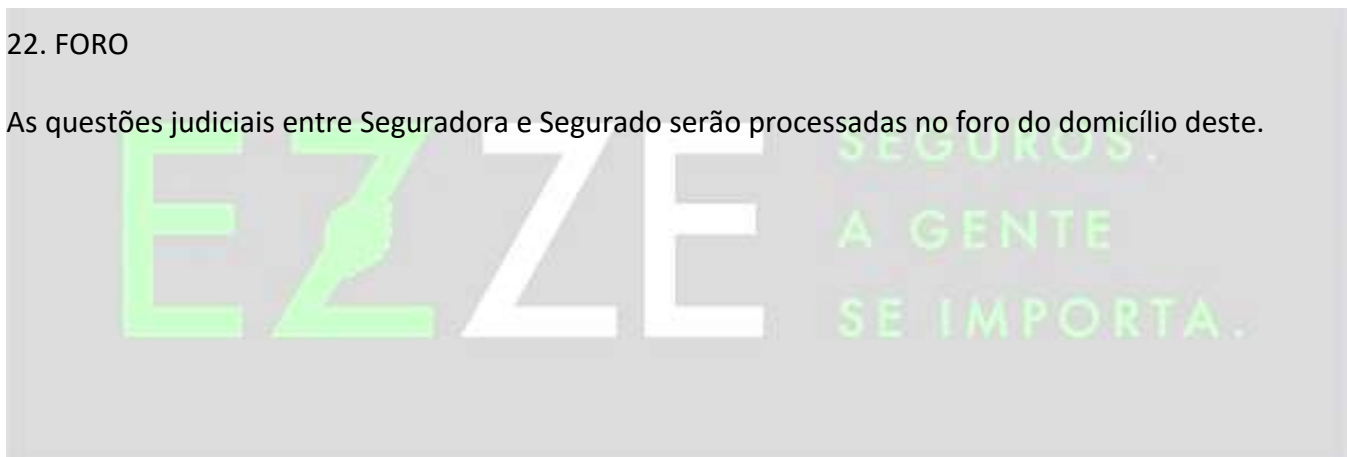 22. FORO
As questões judiciais entre Seguradora e Segurado serão processadas no foro do domicílio deste.
EZZE
SEGUROS.
A GENTE
SE IMPORTA.